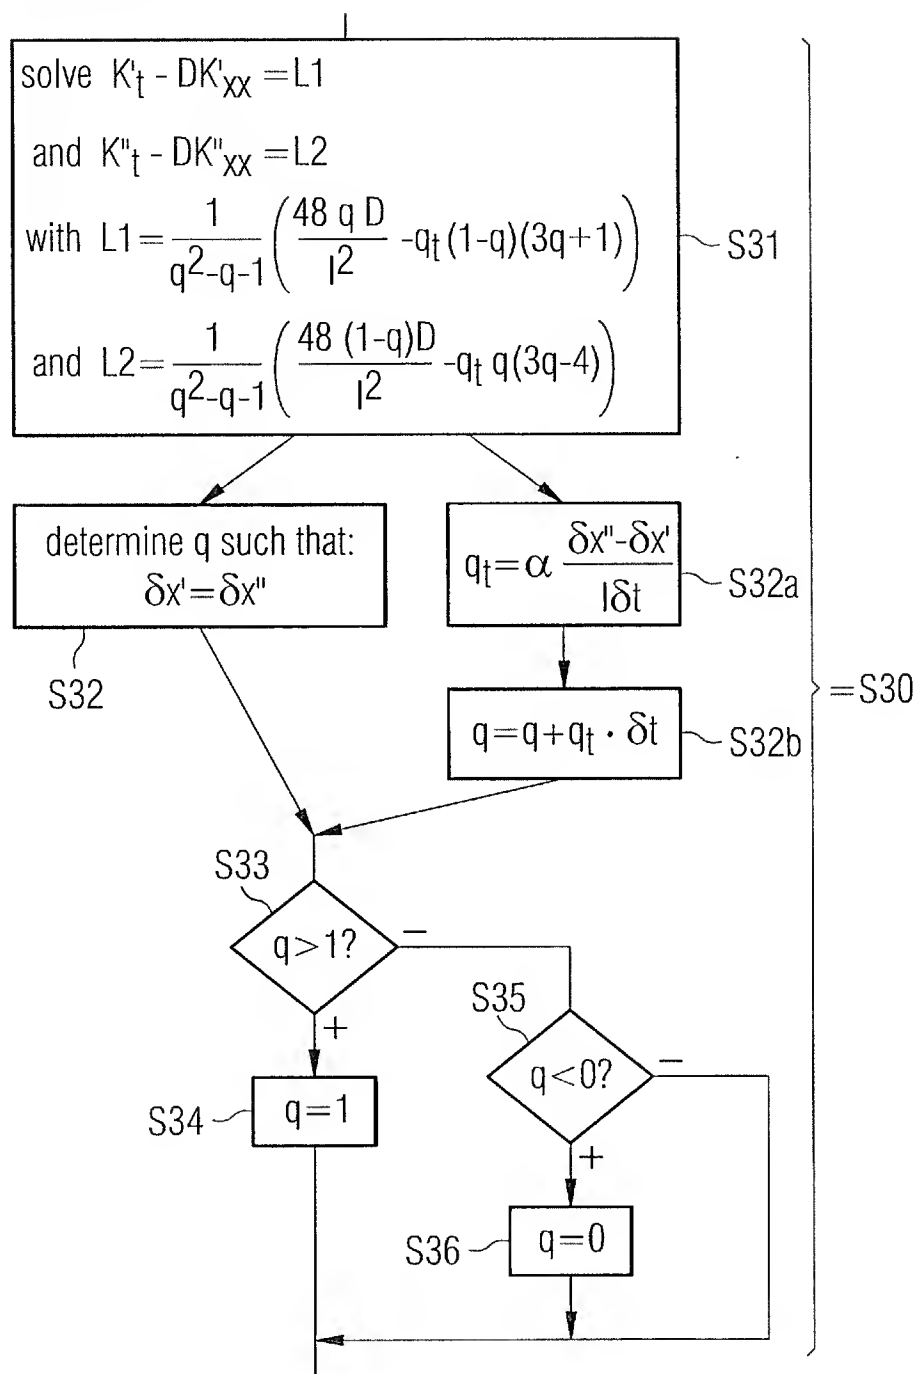 solve K't - DK'xx = L1
and K"t - DK"xx = L2
with L1 = 1/(q²-q-1) (48 q D/l² - qt (1-q)(3q+1))
S31
and L2 = 1/(q²-q-1) (48 (1-q)D/l² - qt q(3q-4))
determine q such that:
δx' = δx"
S32
qt = α (δx"-δx')/(lδt)
S32a
= S30
q = q + qt · δt
S32b
S33
q > 1?
−
+
S35
q < 0?
−
+
S34
q = 1
S36
q = 0